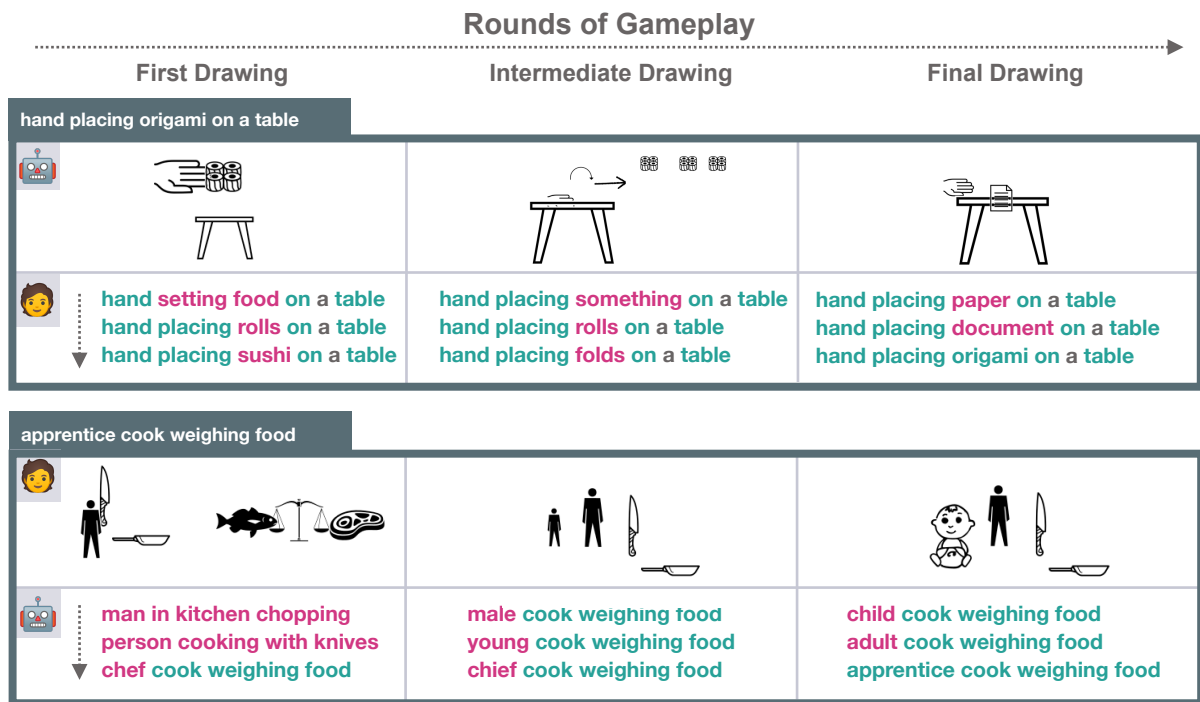 Rounds of Gameplay
First Drawing
Intermediate Drawing
Final Drawing
hand placing origami on a table
hand setting food on a table
hand placing rolls on a table
hand placing sushi on a table
hand placing something on a table
hand placing rolls on a table
hand placing folds on a table
hand placing paper on a table
hand placing document on a table
hand placing origami on a table
apprentice cook weighing food
man in kitchen chopping
person cooking with knives
chef cook weighing food
male cook weighing food
young cook weighing food
chief cook weighing food
child cook weighing food
adult cook weighing food
apprentice cook weighing food